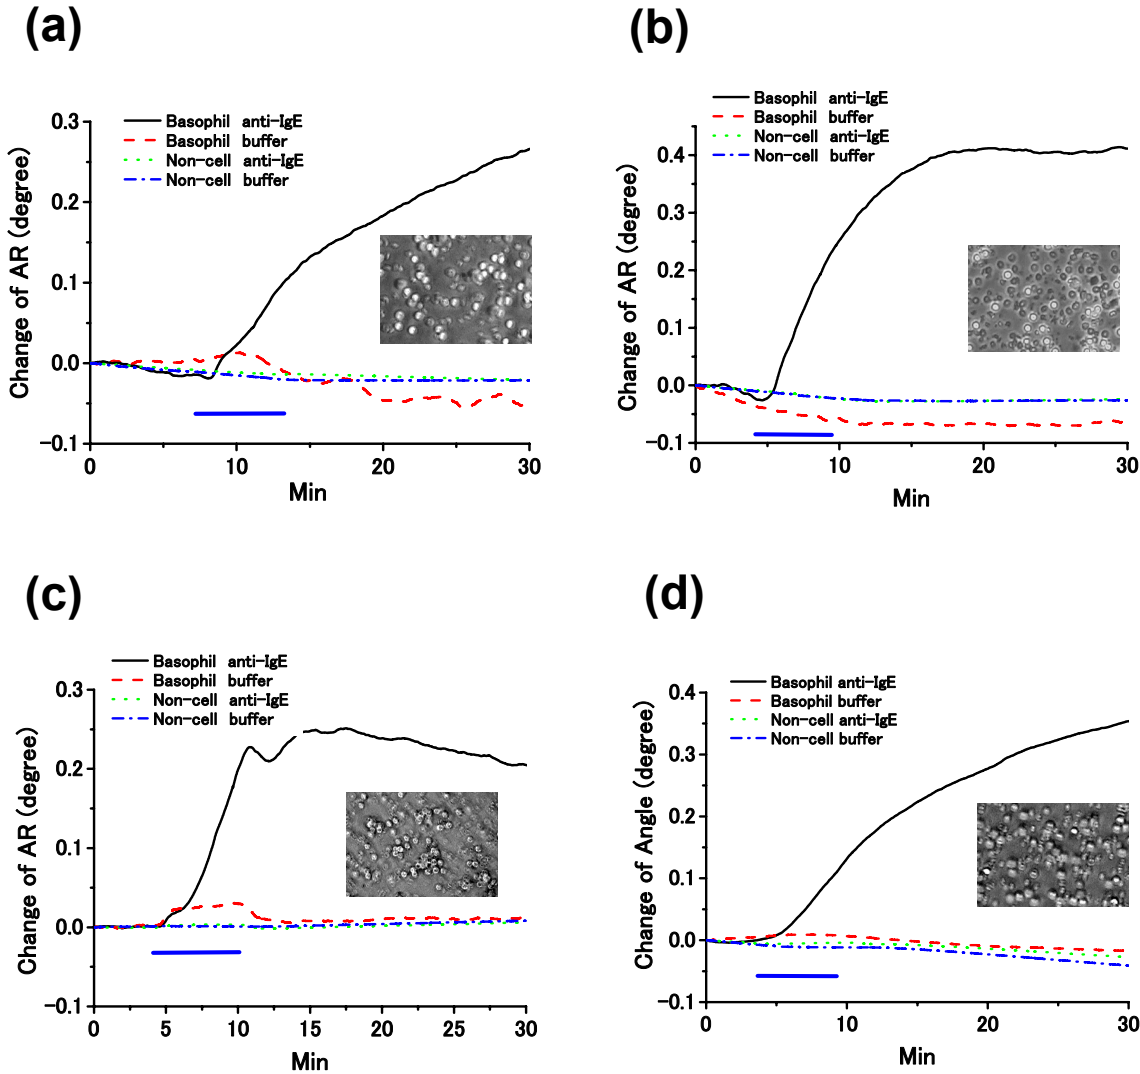 (a)
Basophil anti-IgE
Basophil buffer
Non-cell anti-IgE
Non-cell buffer
Change of AR (degree)
0.3
0.2
0.1
0.0
-0.1
0 10 20 30
Min
(b)
Basophil anti-IgE
Basophil buffer
Non-cell anti-IgE
Non-cell buffer
Change of AR (degree)
0.4
0.3
0.2
0.1
0.0
-0.1
0 5 10 20 30
Min
(c)
Basophil anti-IgE
Basophil buffer
Non-cell anti-IgE
Non-cell buffer
Change of AR (degree)
0.3
0.2
0.1
0.0
-0.1
0 5 10 15 20 25 30
Min
(d)
Basophil anti-IgE
Basophil buffer
Non-cell anti-IgE
Non-cell buffer
Change of Angle (degree)
0.4
0.3
0.2
0.1
0.0
-0.1
0 10 20 30
Min